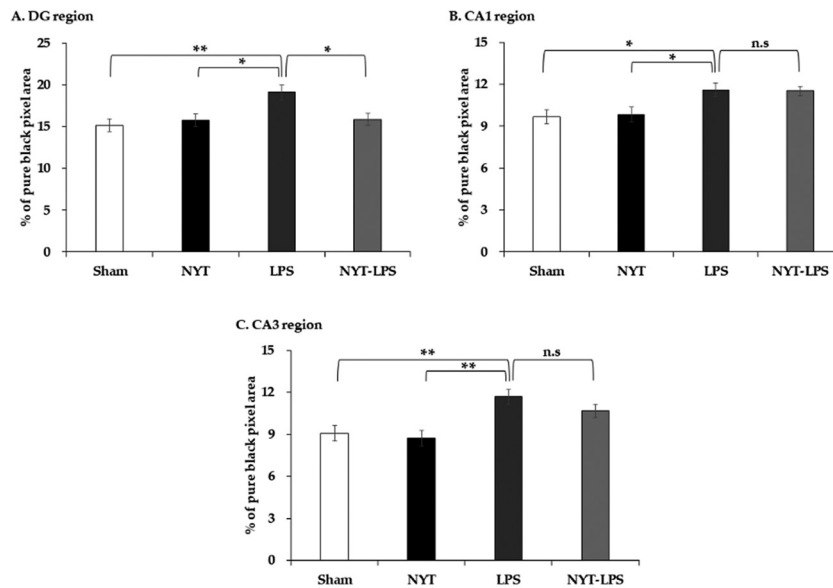 A. DG region
% of pure black pixel area
25
20
15
10
5
0
** *
*
Sham NYT LPS NYT-LPS
B. CA1 region
% of pure black pixel area
15
12
9
6
3
0
* n.s
*
Sham NYT LPS NYT-LPS
C. CA3 region
% of pure black pixel area
15
12
9
6
3
0
** n.s
**
Sham NYT LPS NYT-LPS